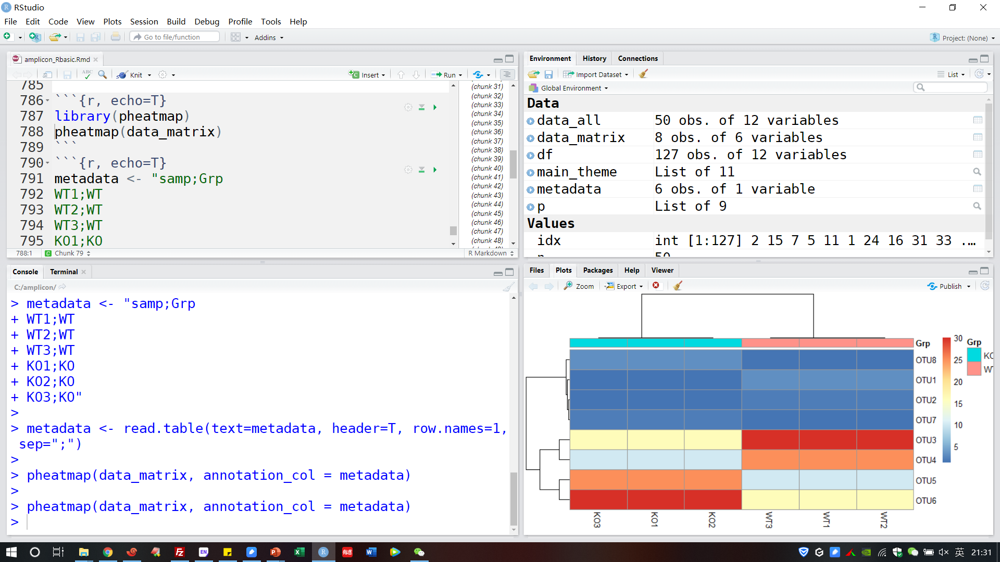 RStudio
File Edit Code View Plots Session Build Debug Profile Tools Help
Go to file/function Addins Project: (None)
amplicon_Rbasic.Rmd
ABC Knit Insert Run
785
786 ```{r, echo=T}
787 library(pheatmap)
788 pheatmap(data_matrix)
789 ```
790 ```{r, echo=T}
791 metadata <- "samp;Grp
792 WT1;WT
793 WT2;WT
794 WT3;WT
795 KO1;KO
(chunk 31)
(chunk 32)
(chunk 33)
(chunk 34)
(chunk 35)
(chunk 36)
(chunk 37)
(chunk 38)
(chunk 39)
(chunk 40)
(chunk 41)
(chunk 42)
(chunk 43)
(chunk 44)
(chunk 45)
(chunk 46)
(chunk 47)
(chunk 48)
788:1 C Chunk 79 R Markdown
Console Terminal
C:/amplicon/
> metadata <- "samp;Grp
+ WT1;WT
+ WT2;WT
+ WT3;WT
+ KO1;KO
+ KO2;KO
+ KO3;KO"
>
> metadata <- read.table(text=metadata, header=T, row.names=1,
sep=";")
>
> pheatmap(data_matrix, annotation_col = metadata)
>
> pheatmap(data_matrix, annotation_col = metadata)
>
Environment History Connections
Import Dataset List
Global Environment
Data
data_all 50 obs. of 12 variables
data_matrix 8 obs. of 6 variables
df 127 obs. of 12 variables
main_theme List of 11
metadata 6 obs. of 1 variable
p List of 9
Values
idx int [1:127] 2 15 7 5 11 1 24 16 31 33 ...
Files Plots Packages Help Viewer
Zoom Export Publish
Grp
OTU8
OTU1
OTU2
OTU7
OTU3
OTU4
OTU5
OTU6
KO3 KO1 KO2 WT3 WT1 WT2
30
25
20
15
10
5
Grp
KO
WT
EN 有道 英 21:31